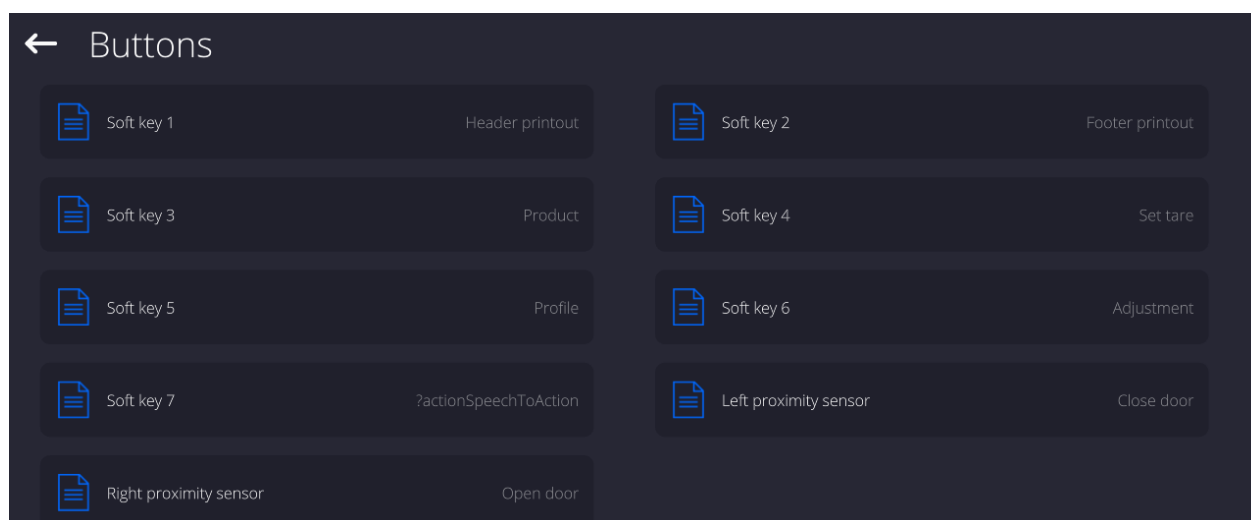 Buttons
Soft key 1 Header printout
Soft key 2 Footer printout
Soft key 3 Product
Soft key 4 Set tare
Soft key 5 Profile
Soft key 6 Adjustment
Soft key 7 ?actionSpeechToAction
Left proximity sensor Close door
Right proximity sensor Open door